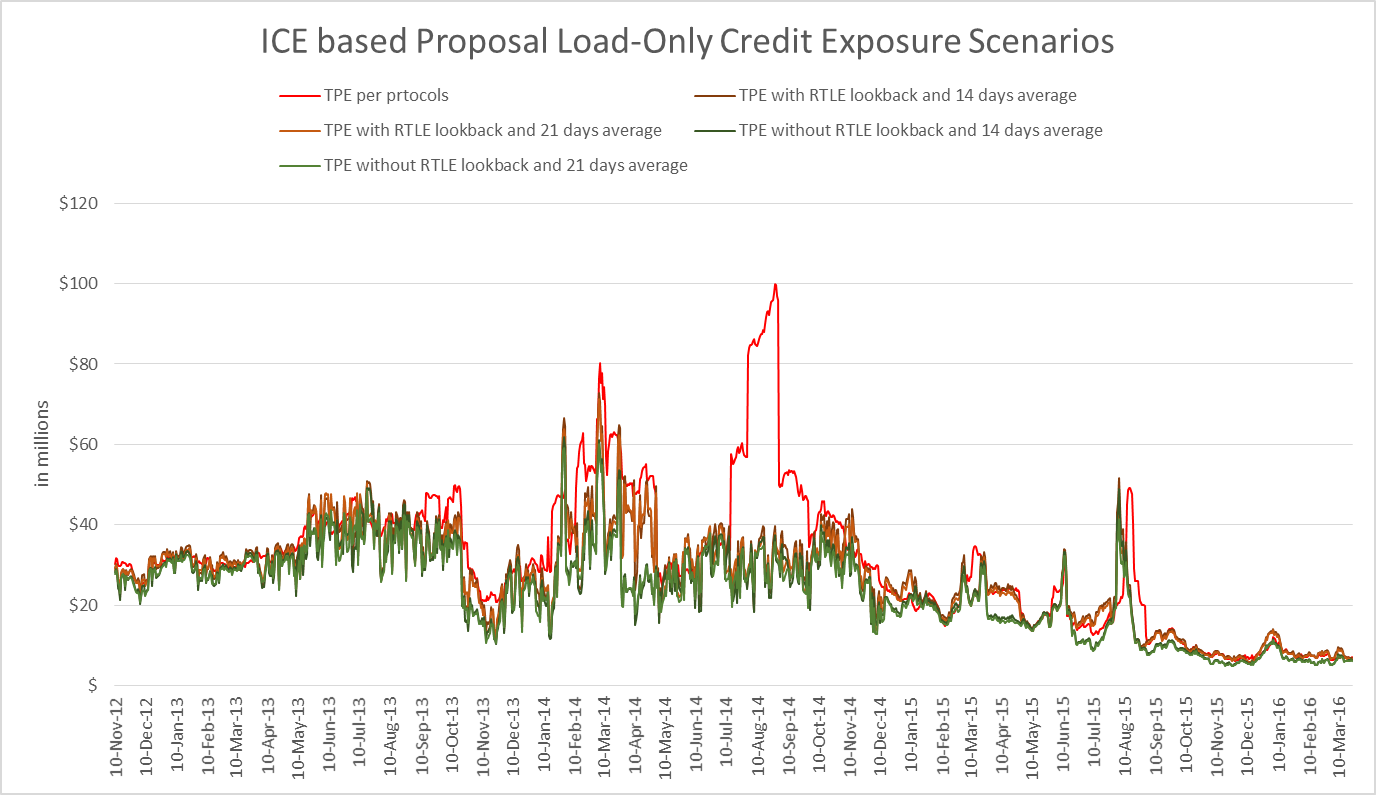 ICE based Proposal Load-Only Credit Exposure Scenarios
TPE per prtocols
TPE with RTLE lookback and 14 days average
TPE with RTLE lookback and 21 days average
TPE without RTLE lookback and 14 days average
TPE without RTLE lookback and 21 days average
in millions
$120
$100
$80
$60
$40
$20
$
10-Nov-12
10-Dec-12
10-Jan-13
10-Feb-13
10-Mar-13
10-Apr-13
10-May-13
10-Jun-13
10-Jul-13
10-Aug-13
10-Sep-13
10-Oct-13
10-Nov-13
10-Dec-13
10-Jan-14
10-Feb-14
10-Mar-14
10-Apr-14
10-May-14
10-Jun-14
10-Jul-14
10-Aug-14
10-Sep-14
10-Oct-14
10-Nov-14
10-Dec-14
10-Jan-15
10-Feb-15
10-Mar-15
10-Apr-15
10-May-15
10-Jun-15
10-Jul-15
10-Aug-15
10-Sep-15
10-Oct-15
10-Nov-15
10-Dec-15
10-Jan-16
10-Feb-16
10-Mar-16